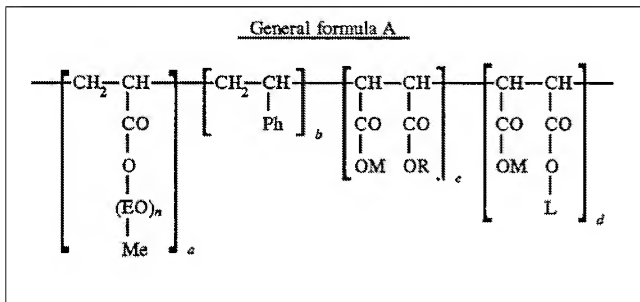 General formula A
CH₂—CH CH₂—CH CH—CH CH—CH
CO Ph b CO CO CO CO
O OM OR c OM O
(EO)n L d
Me a